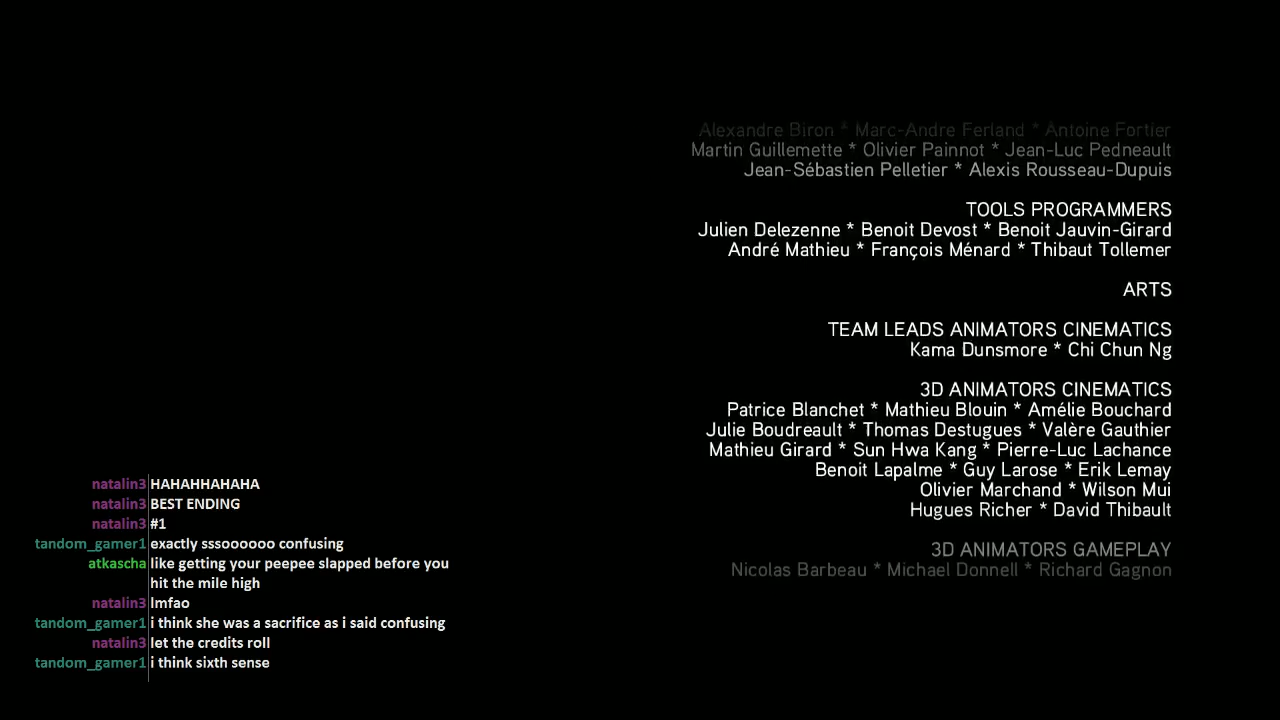 Alexandre Biron * Marc-Andre Ferland * Antoine Fortier
Martin Guillemette * Olivier Painnot * Jean-Luc Pedneault
Jean-Sébastien Pelletier * Alexis Rousseau-Dupuis
TOOLS PROGRAMMERS
Julien Delezenne * Benoit Devost * Benoit Jauvin-Girard
André Mathieu * François Ménard * Thibaut Tollemer
ARTS
TEAM LEADS ANIMATORS CINEMATICS
Kama Dunsmore * Chi Chun Ng
3D ANIMATORS CINEMATICS
Patrice Blanchet * Mathieu Blouin * Amélie Bouchard
Julie Boudreault * Thomas Destugues * Valère Gauthier
Mathieu Girard * Sun Hwa Kang * Pierre-Luc Lachance
Benoit Lapalme * Guy Larose * Erik Lemay
Olivier Marchand * Wilson Mui
Hugues Richer * David Thibault
3D ANIMATORS GAMEPLAY
Nicolas Barbeau * Michael Donnell * Richard Gagnon
natalin3 HAHAHHAHAHA
natalin3 BEST ENDING
natalin3 #1
tandom_gamer1 exactly sssoooooo confusing
atkascha like getting your peepee slapped before you
hit the mile high
natalin3 lmfao
tandom_gamer1 i think she was a sacrifice as i said confusing
natalin3 let the credits roll
tandom_gamer1 i think sixth sense